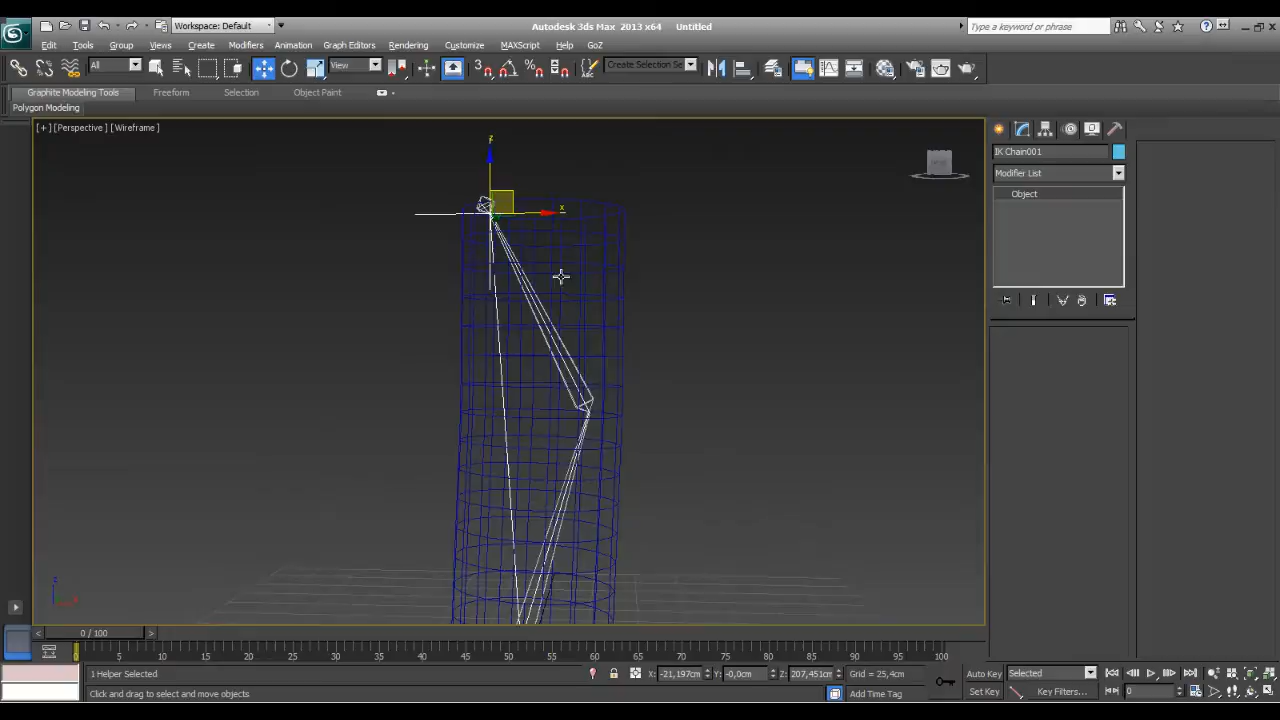 Workspace: Default
Autodesk 3ds Max 2013 x64    Untitled
Type a keyword or phrase
Edit Tools Group Views Create Modifiers Animation Graph Editors Rendering Customize MAXScript Help GoZ
All
View
Create Selection Se
Graphite Modeling Tools Freeform Selection Object Paint
Polygon Modeling
[ + ] [Perspective ] [Wireframe ]
IK Chain001
Modifier List
Object
z
x
z
0 / 100
0 5 10 15 20 25 30 35 40 45 50 55 60 65 70 75 80 85 90 95 100
1 Helper Selected
X: -21,197cm Y: -0,0cm Z: 207,451cm Grid = 25,4cm
Auto Key Selected
Click and drag to select and move objects
Add Time Tag
Set Key Key Filters... 0